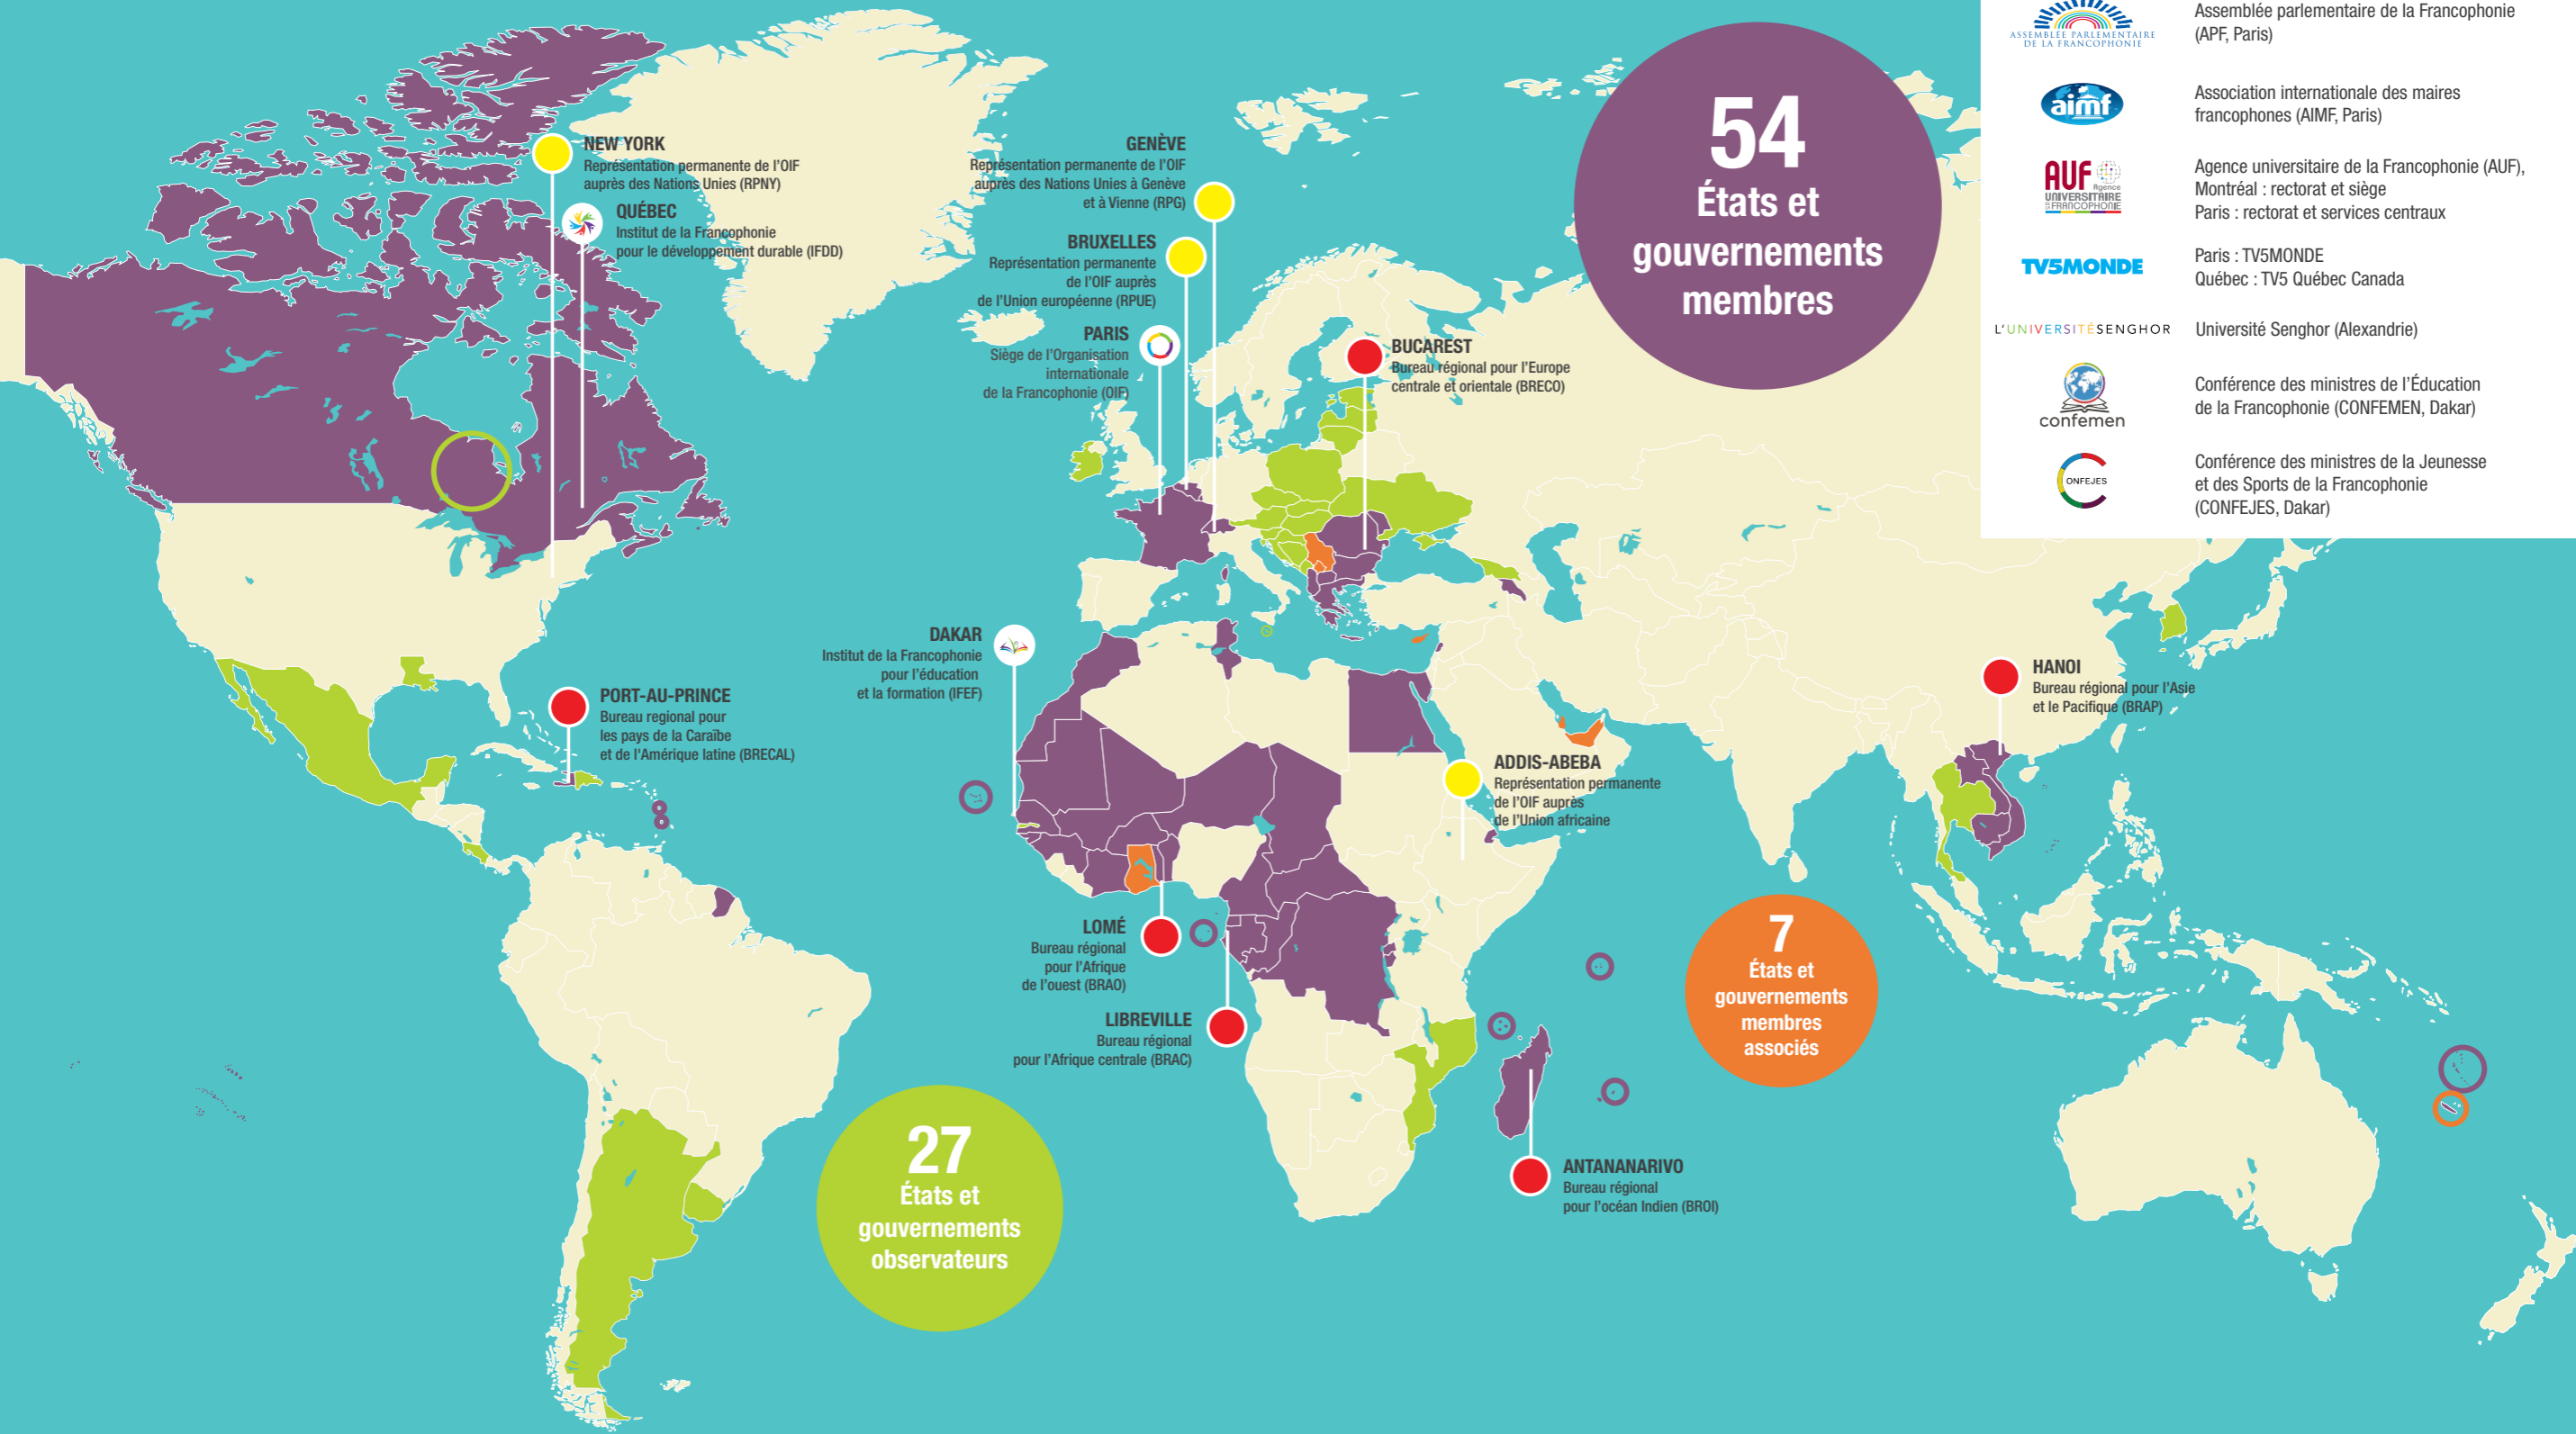 NEW YORK
Représentation permanente de l’OIF
auprès des Nations Unies (RPNY)
QUÉBEC
Institut de la Francophonie
pour le développement durable (IFDD)
GENÈVE
Représentation permanente de l’OIF
auprès des Nations Unies à Genève
et à Vienne (RPG)
BRUXELLES
Représentation permanente
de l’OIF auprès
de l’Union européenne (RPUE)
PARIS
Siège de l’Organisation
internationale
de la Francophonie (OIF)
BUCAREST
Bureau régional pour l’Europe
centrale et orientale (BRECO)
54
États et
gouvernements
membres
ASSEMBLÉE PARLEMENTAIRE
DE LA FRANCOPHONIE
Assemblée parlementaire de la Francophonie
(APF, Paris)
aimf
Association internationale des maires
francophones (AIMF, Paris)
AUF
Agence
UNIVERSITAIRE
DE LA FRANCOPHONIE
Agence universitaire de la Francophonie (AUF),
Montréal : rectorat et siège
Paris : rectorat et services centraux
TV5MONDE
Paris : TV5MONDE
Québec : TV5 Québec Canada
L'UNIVERSITÉSENGHOR
Université Senghor (Alexandrie)
confemen
Conférence des ministres de l’Éducation
de la Francophonie (CONFEMEN, Dakar)
CONFEJES
Conférence des ministres de la Jeunesse
et des Sports de la Francophonie
(CONFEJES, Dakar)
DAKAR
Institut de la Francophonie
pour l’éducation
et la formation (IFEF)
PORT-AU-PRINCE
Bureau regional pour
les pays de la Caraïbe
et de l'Amérique latine (BRECAL)
HANOI
Bureau régional pour l’Asie
et le Pacifique (BRAP)
ADDIS-ABEBA
Représentation permanente
de l’OIF auprès
de l’Union africaine
LOMÉ
Bureau régional
pour l’Afrique
de l’ouest (BRAO)
LIBREVILLE
Bureau régional
pour l’Afrique centrale (BRAC)
7
États et
gouvernements
membres
associés
27
États et
gouvernements
observateurs
ANTANANARIVO
Bureau régional
pour l’océan Indien (BROI)